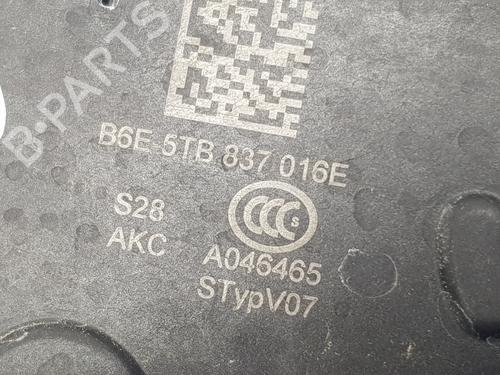 B-PARTS
B6E-5TB 837 016E
S28
CCC S
AKC
A046465
STypV07